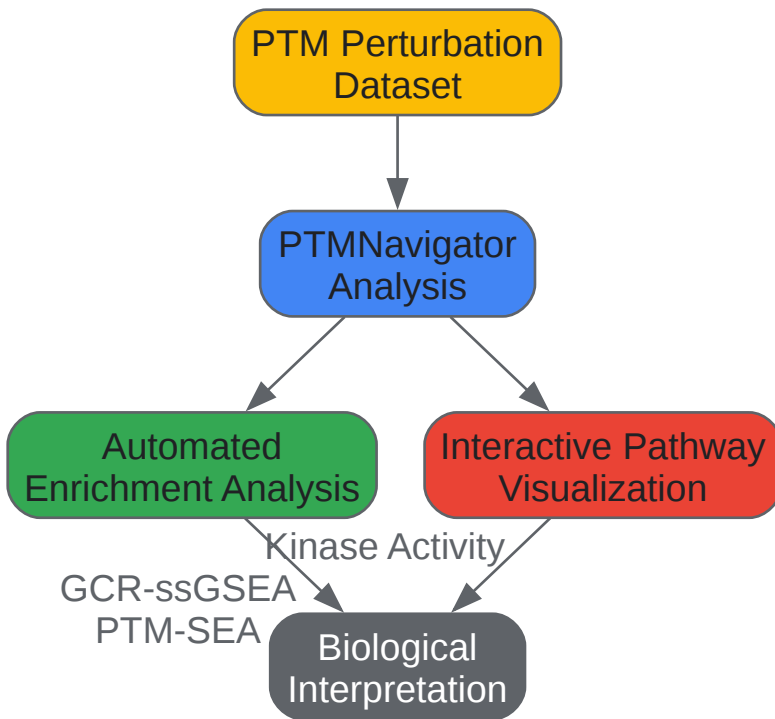 PTM Perturbation
Dataset
PTMNavigator
Analysis
Automated
Enrichment Analysis
Interactive Pathway
Visualization
Kinase Activity
GCR-ssGSEA
PTM-SEA
Biological
Interpretation